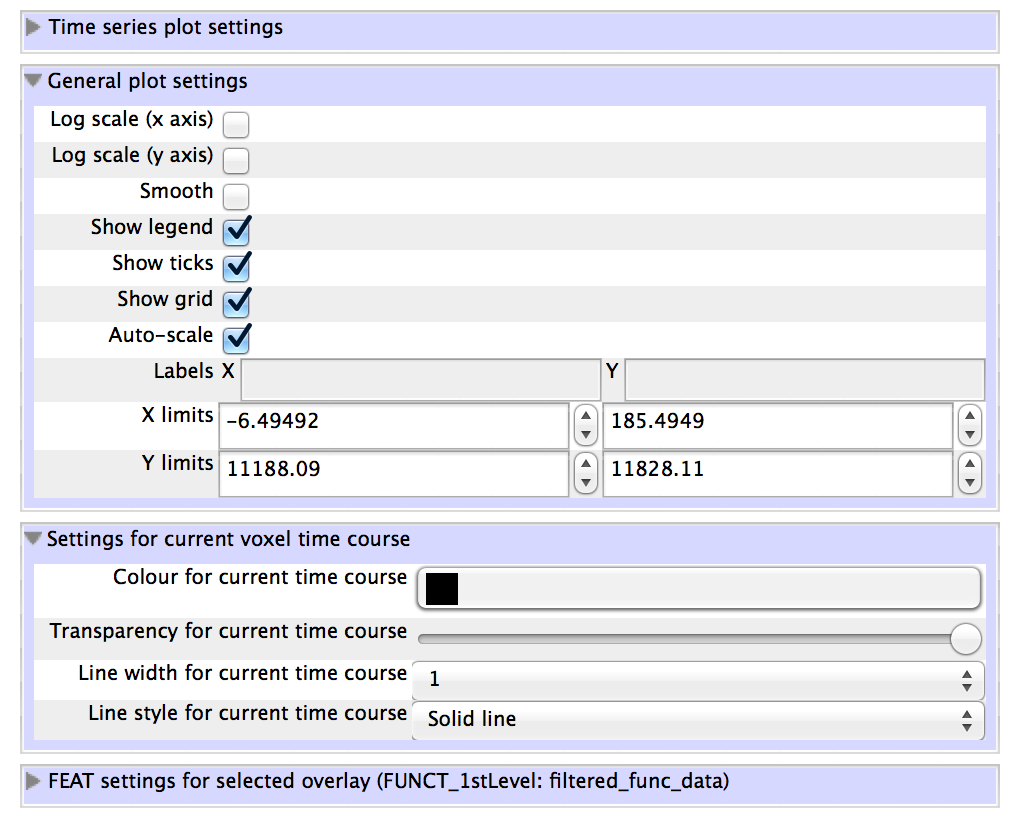 Time series plot settings
General plot settings
Log scale (x axis)
Log scale (y axis)
Smooth
Show legend
Show ticks
Show grid
Auto-scale
Labels X Y
X limits -6.49492 185.4949
Y limits 11188.09 11828.11
Settings for current voxel time course
Colour for current time course
Transparency for current time course
Line width for current time course 1
Line style for current time course Solid line
FEAT settings for selected overlay (FUNCT_1stLevel: filtered_func_data)